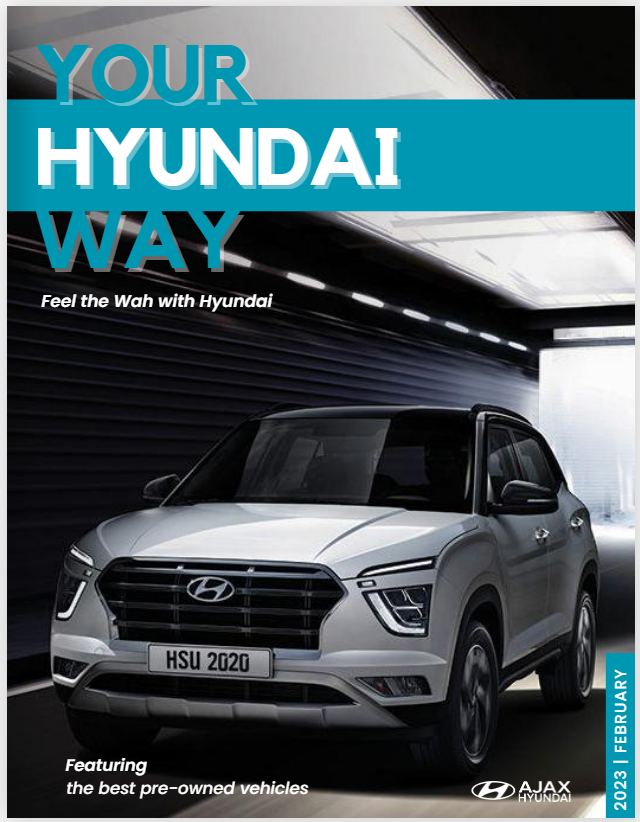 YOUR
HYUNDAI
WAY
Feel the Wah with Hyundai
HSU 2020
Featuring
the best pre-owned vehicles
AJAX
HYUNDAI
2023 | FEBRUARY